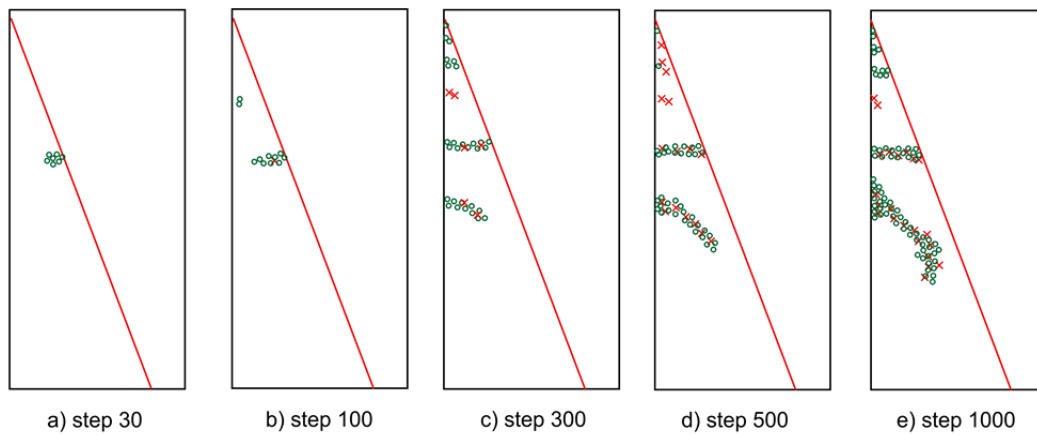 a) step 30
b) step 100
c) step 300
d) step 500
e) step 1000